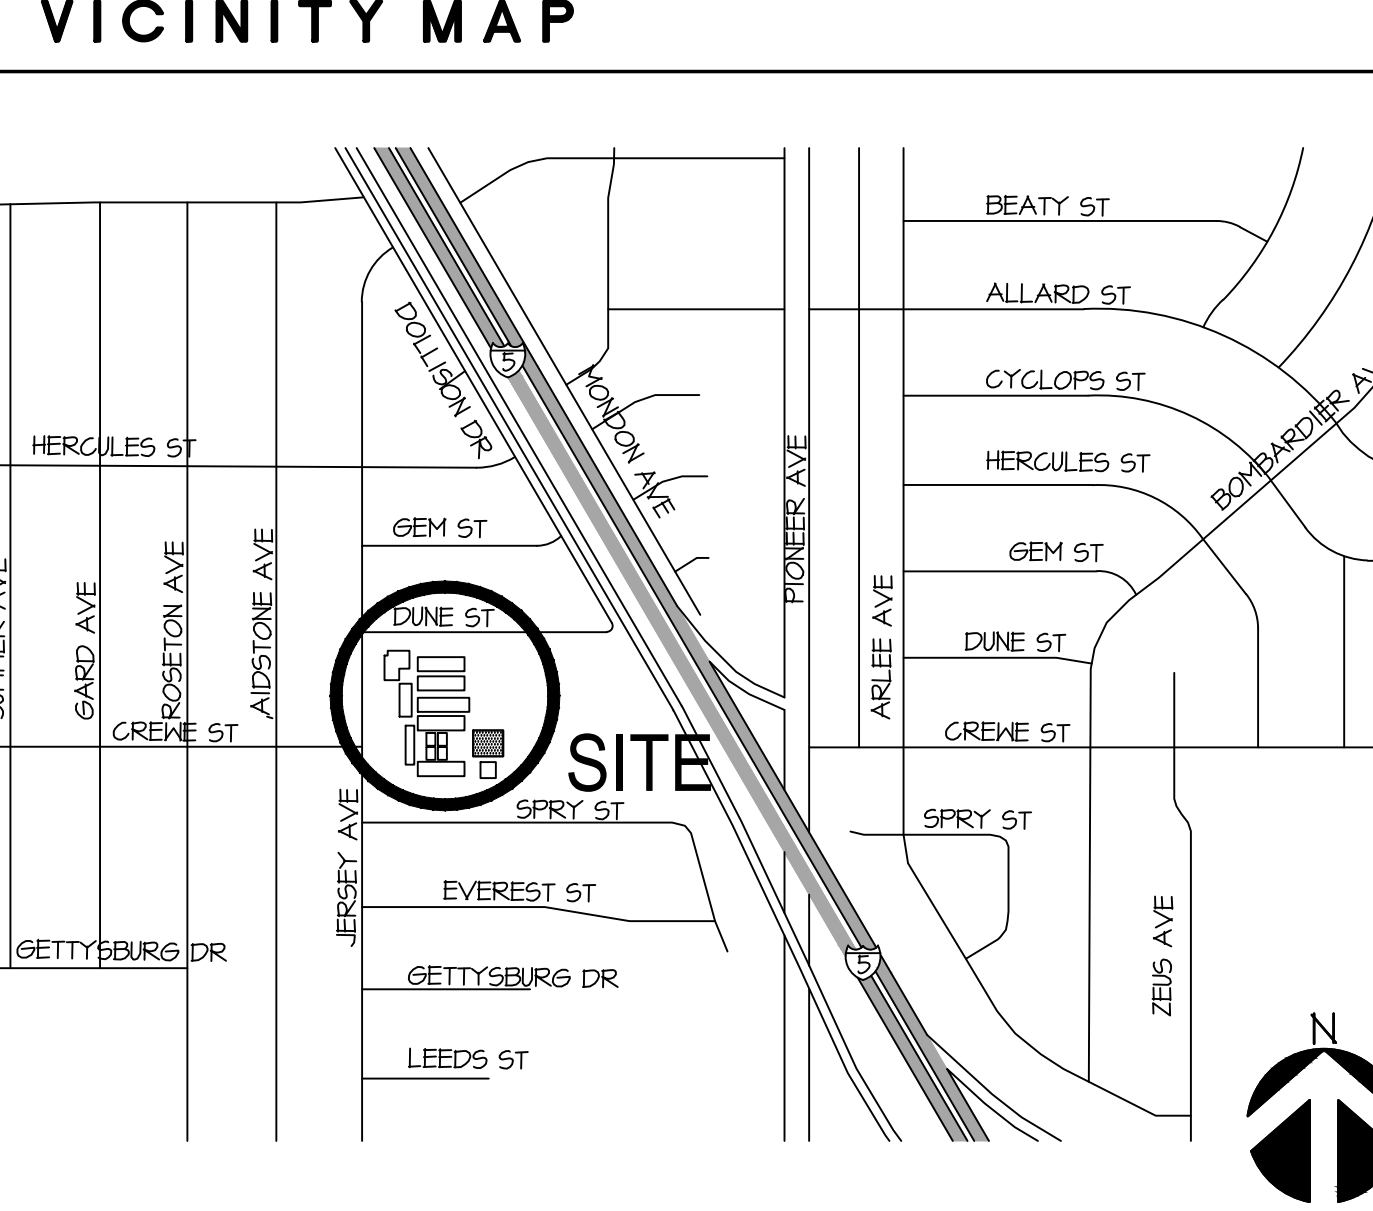 VICINITY MAP
BEATY ST
ALLARD ST
DOLLISON DR
5
MONDON AVE
CYCLOPS ST
BOMBARDIER
HERCULES ST
PIONEER AVE
HERCULES ST
GEM ST
GEM ST
GARD AVE
ROSETON AVE
AIDSTONE AVE
DUNE ST
ARLEE AVE
DUNE ST
CREWE ST
SITE
CREWE ST
JERSEY AVE
SPRY ST
SPRY ST
EVEREST ST
ZEUS AVE
GETTYSBURG DR
5
GETTYSBURG DR
LEEDS ST
N